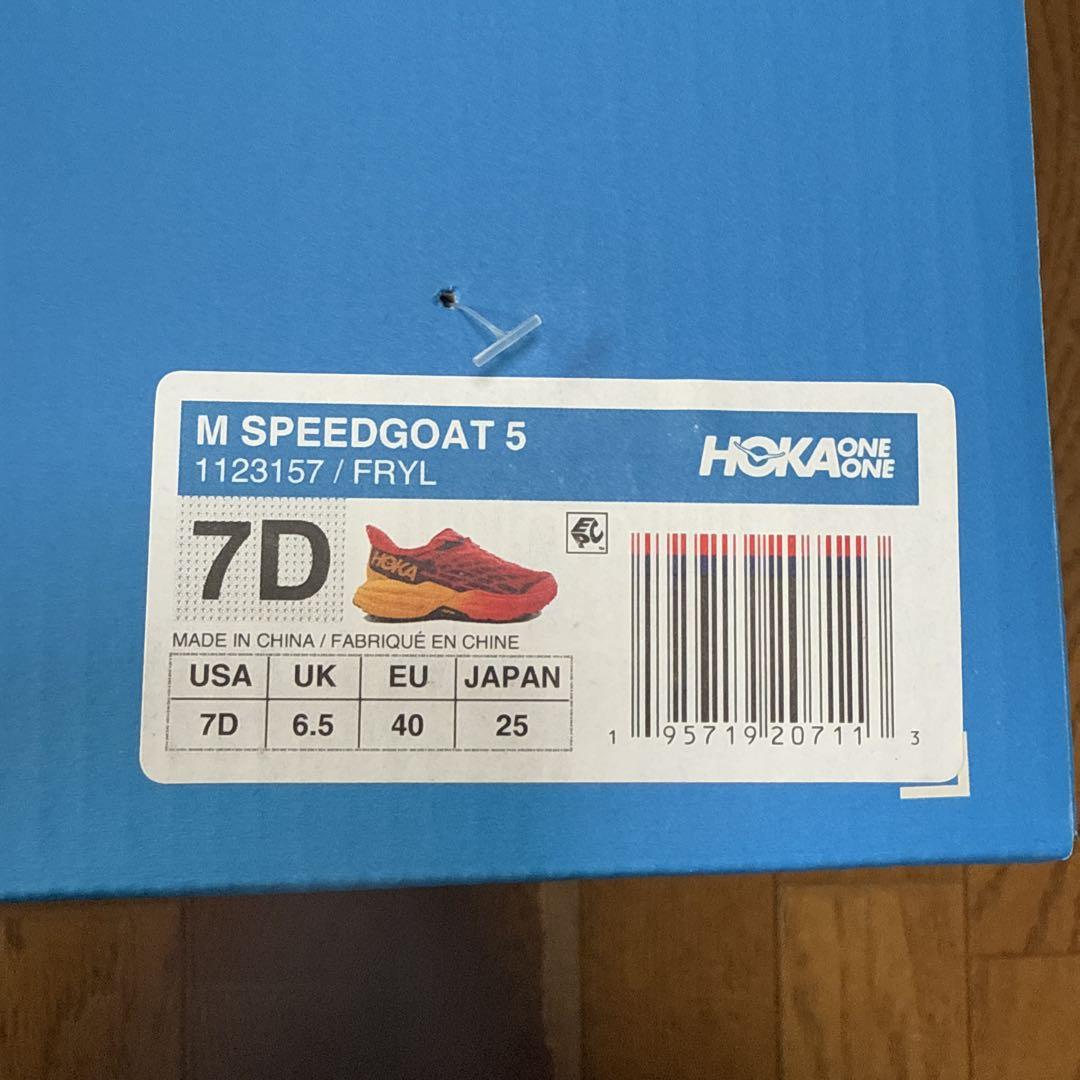 M SPEEDGOAT 5
1123157 / FRYL
HOKA ONE ONE
7D
HOKA
EPC
MADE IN CHINA / FABRIQUÉ EN CHINE
USA UK EU JAPAN
7D 6.5 40 25
1 95719 20711 3